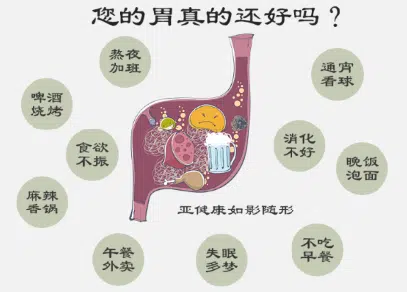 您的胃真的还好吗？
熬夜
加班
通宵
看球
啤酒
烧烤
食欲
不振
消化
不好
晚饭
泡面
麻辣
香锅
亚健康如影随形
午餐
外卖
失眠
多梦
不吃
早餐